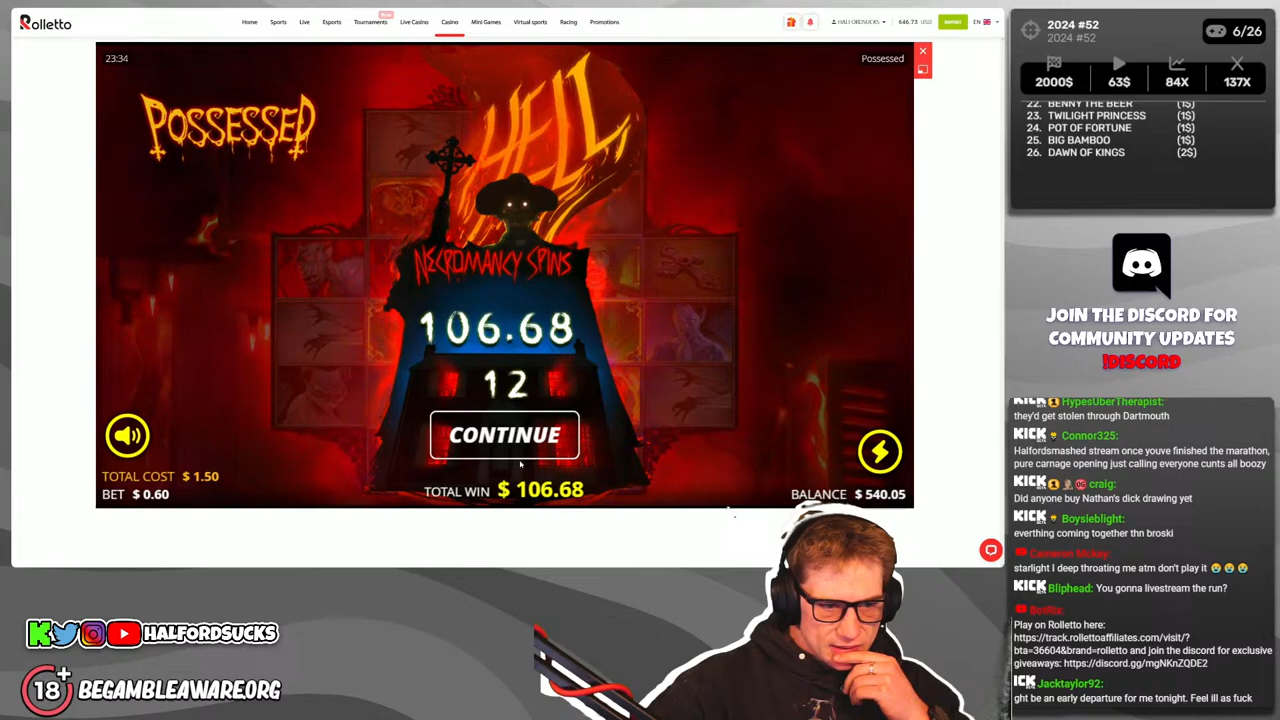 Rolletto
Home
Sports
Live
Esports
New
Tournaments
Live Casino
Casino
Mini Games
Virtual sports
Racing
Promotions
HALFORDSUCKS
646.73 USD
DEPOSIT
EN
23:34
Possessed
POSSESSED
HELL
NECROMANCY SPINS
106.68
12
CONTINUE
TOTAL COST $ 1.50
BET $ 0.60
TOTAL WIN $ 106.68
BALANCE $ 540.05
2024 #52
2024 #52
6/26
2000$
63$
84X
137X
22. BENNY THE BEER (1$)
23. TWILIGHT PRINCESS (1$)
24. POT OF FORTUNE (1$)
25. BIG BAMBOO (1$)
26. DAWN OF KINGS (2$)
JOIN THE DISCORD FOR
COMMUNITY UPDATES
!DISCORD
KICK HypesUberTherapist:
they'd get stolen through Dartmouth
KICK Connor325:
Halfordsmashed stream once youve finished the marathon,
pure carnage opening just calling everyone cunts all boozy
KICK craig:
Did anyone buy Nathan's dick drawing yet
KICK Boysieblight:
everthing coming together thn broski
Cameron Mckay:
starlight I deep throating me atm don't play it 😭😭😭
KICK Bliphead: You gonna livestream the run?
BotRix:
Play on Rolletto here:
https://track.rollettoaffiliates.com/visit/?
bta=36604&brand=rolletto and join the discord for exclusive
giveaways: https://discord.gg/mgNKnZQDE2
KICK Jacktaylor92:
ght be an early departure for me tonight. Feel ill as fuck
K HALFORDSUCKS
18+ BEGAMBLEAWARE.ORG